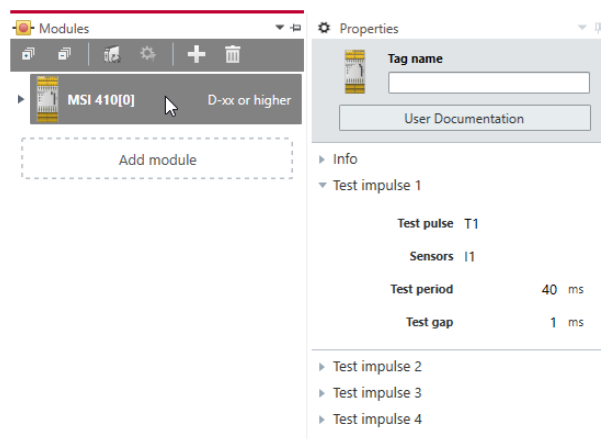 Modules
MSI 410[0] D-xx or higher
Add module
Properties
Tag name
User Documentation
Info
Test impulse 1
Test pulse T1
Sensors I1
Test period 40 ms
Test gap 1 ms
Test impulse 2
Test impulse 3
Test impulse 4